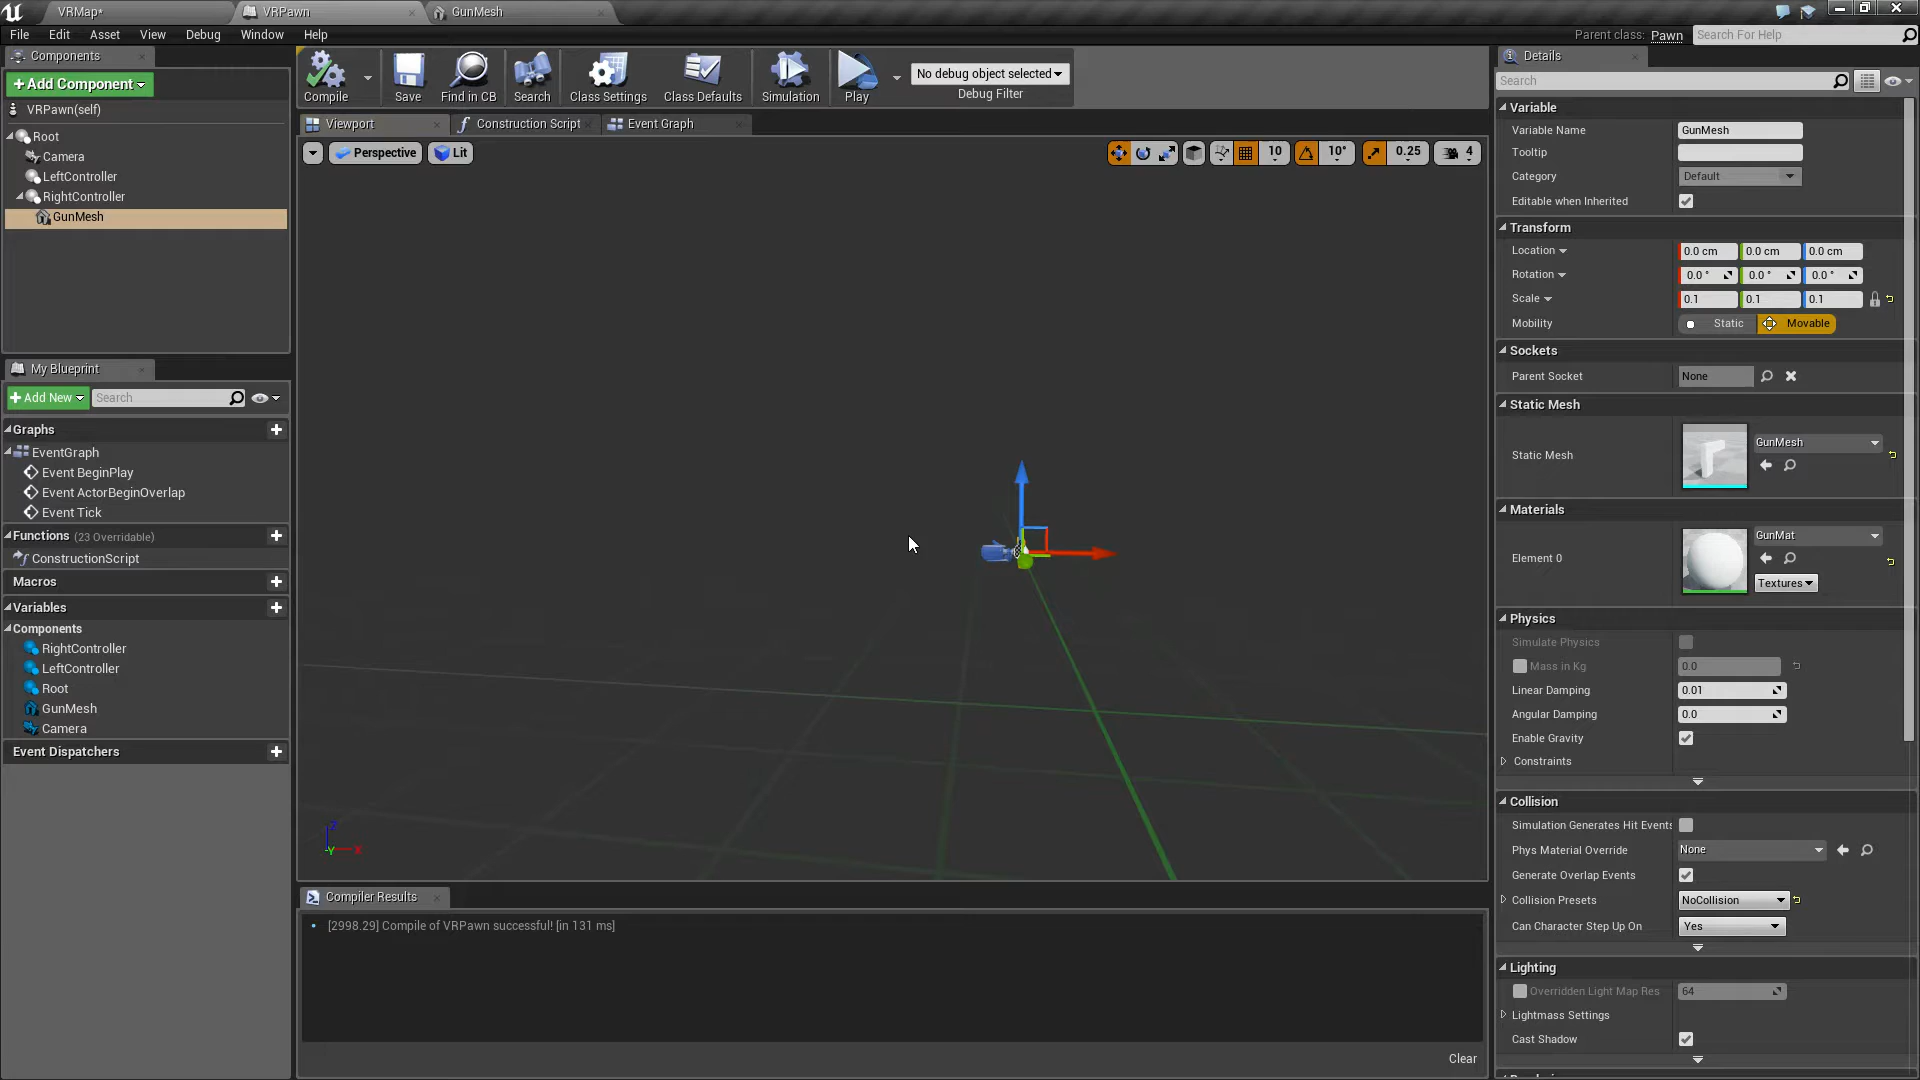 VRMap*
VRPawn
GunMesh
File Edit Asset View Debug Window Help
Parent class: Pawn
Search For Help
Components
+Add Component
VRPawn(self)
Root
Camera
LeftController
RightController
GunMesh
My Blueprint
+Add New
Search
Graphs
EventGraph
Event BeginPlay
Event ActorBeginOverlap
Event Tick
Functions (23 Overridable)
ConstructionScript
Macros
Variables
Components
RightController
LeftController
Root
GunMesh
Camera
Event Dispatchers
Compile
Save
Find in CB
Search
Class Settings
Class Defaults
Simulation
Play
No debug object selected
Debug Filter
Viewport
Construction Script
Event Graph
Perspective
Lit
10
10°
0.25
4
Z
Y
X
Compiler Results
[2998.29] Compile of VRPawn successful! [in 131 ms]
Clear
Details
Search
Variable
Variable Name GunMesh
Tooltip
Category Default
Editable when Inherited
Transform
Location 0.0 cm 0.0 cm 0.0 cm
Rotation 0.0 ° 0.0 ° 0.0 °
Scale 0.1 0.1 0.1
Mobility Static Movable
Sockets
Parent Socket None
Static Mesh
Static Mesh GunMesh
Materials
Element 0 GunMat
Textures
Physics
Simulate Physics
Mass in Kg 0.0
Linear Damping 0.01
Angular Damping 0.0
Enable Gravity
Constraints
Collision
Simulation Generates Hit Events
Phys Material Override None
Generate Overlap Events
Collision Presets NoCollision
Can Character Step Up On Yes
Lighting
Overridden Light Map Res 64
Lightmass Settings
Cast Shadow